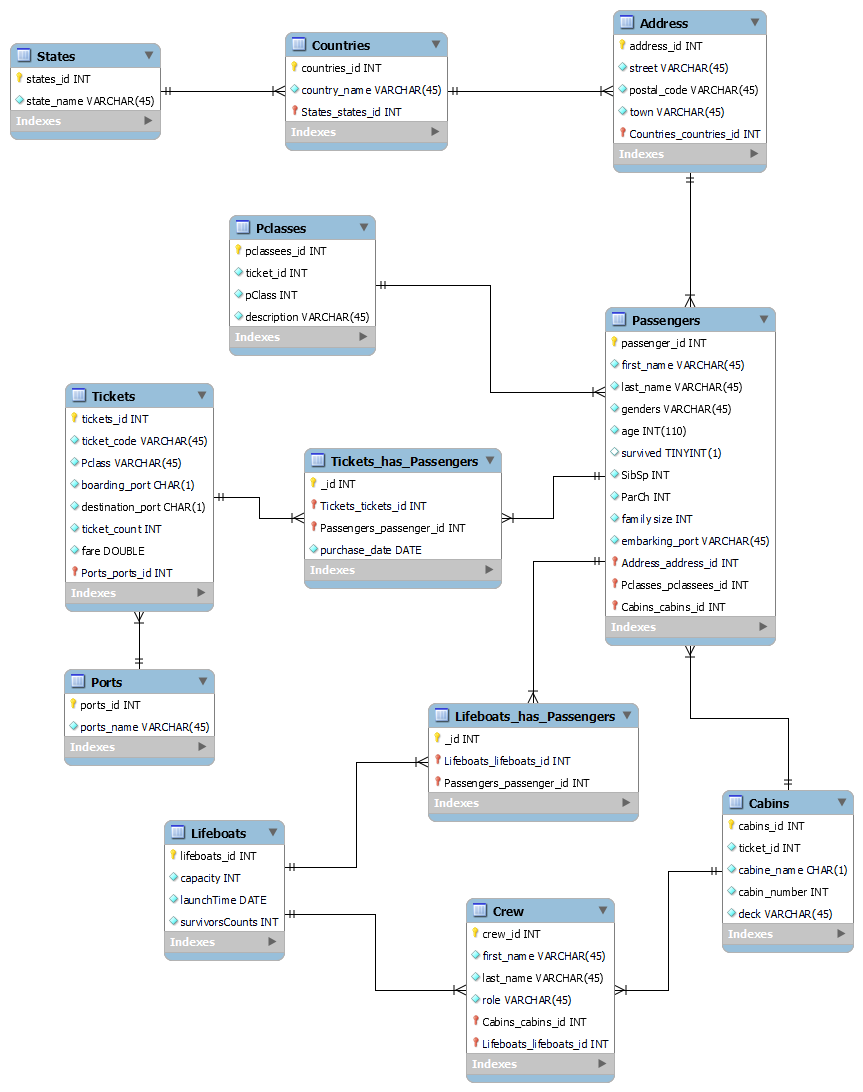 States
states_id INT
state_name VARCHAR(45)
Indexes
Countries
countries_id INT
country_name VARCHAR(45)
States_states_id INT
Indexes
Address
address_id INT
street VARCHAR(45)
postal_code VARCHAR(45)
town VARCHAR(45)
Countries_countries_id INT
Indexes
Pclasses
pclassees_id INT
ticket_id INT
pClass INT
description VARCHAR(45)
Indexes
Passengers
passenger_id INT
first_name VARCHAR(45)
last_name VARCHAR(45)
genders VARCHAR(45)
age INT(110)
survived TINYINT(1)
SibSp INT
ParCh INT
family size INT
embarking_port VARCHAR(45)
Address_address_id INT
Pclasses_pclassees_id INT
Cabins_cabins_id INT
Indexes
Tickets
tickets_id INT
ticket_code VARCHAR(45)
Pclass VARCHAR(45)
boarding_port CHAR(1)
destination_port CHAR(1)
ticket_count INT
fare DOUBLE
Ports_ports_id INT
Indexes
Tickets_has_Passengers
_id INT
Tickets_tickets_id INT
Passengers_passenger_id INT
purchase_date DATE
Indexes
Ports
ports_id INT
ports_name VARCHAR(45)
Indexes
Lifeboats_has_Passengers
_id INT
Lifeboats_lifeboats_id INT
Passengers_passenger_id INT
Indexes
Cabins
cabins_id INT
ticket_id INT
cabine_name CHAR(1)
cabin_number INT
deck VARCHAR(45)
Indexes
Lifeboats
lifeboats_id INT
capacity INT
launchTime DATE
survivorsCounts INT
Indexes
Crew
crew_id INT
first_name VARCHAR(45)
last_name VARCHAR(45)
role VARCHAR(45)
Cabins_cabins_id INT
Lifeboats_lifeboats_id INT
Indexes